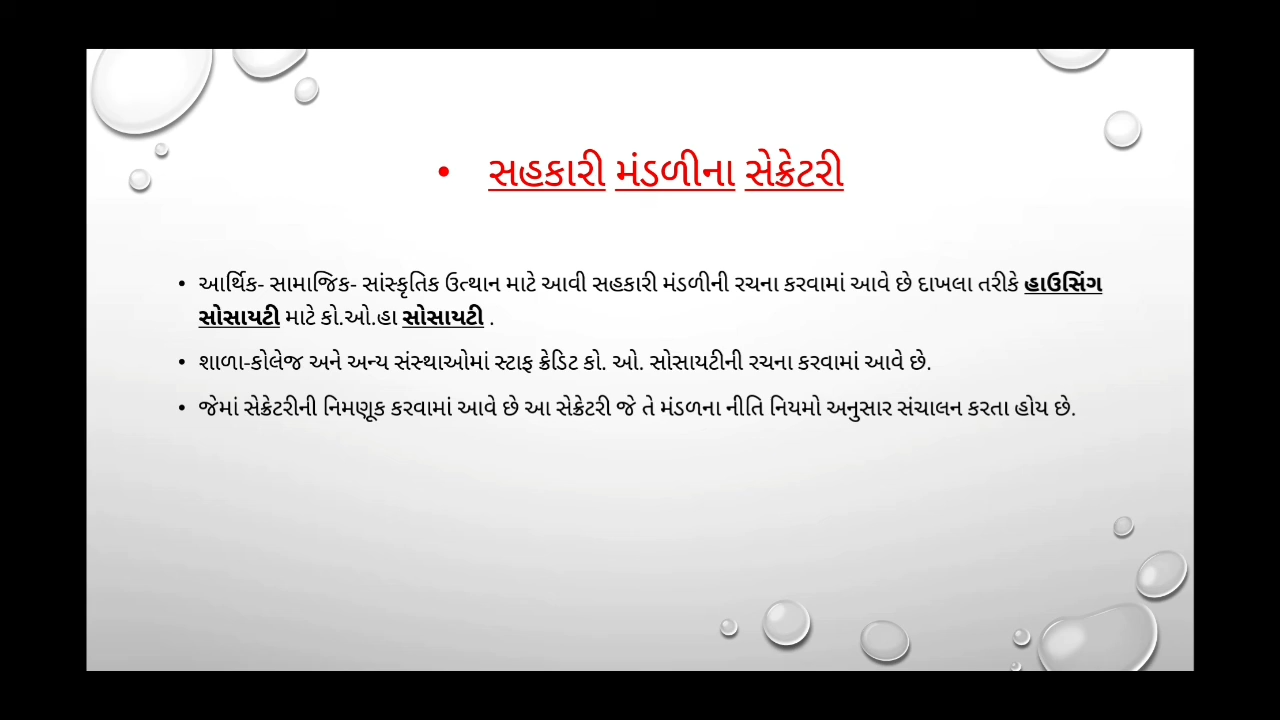 • સહકારી મંડળીના સેક્રેટરી
• આર્થિક- સામાજિક- સાંસ્કૃતિક ઉત્થાન માટે આવી સહકારી મંડળીની રચના કરવામાં આવે છે દાખલા તરીકે હાઉસિંગ
સોસાયટી માટે કો.ઓ.હા સોસાયટી .
• શાળા-કોલેજ અને અન્ય સંસ્થાઓમાં સ્ટાફ ક્રેડિટ કો. ઓ. સોસાયટીની રચના કરવામાં આવે છે.
• જેમાં સેક્રેટરીની નિમણૂક કરવામાં આવે છે આ સેક્રેટરી જે તે મંડળના નીતિ નિયમો અનુસાર સંચાલન કરતા હોય છે.